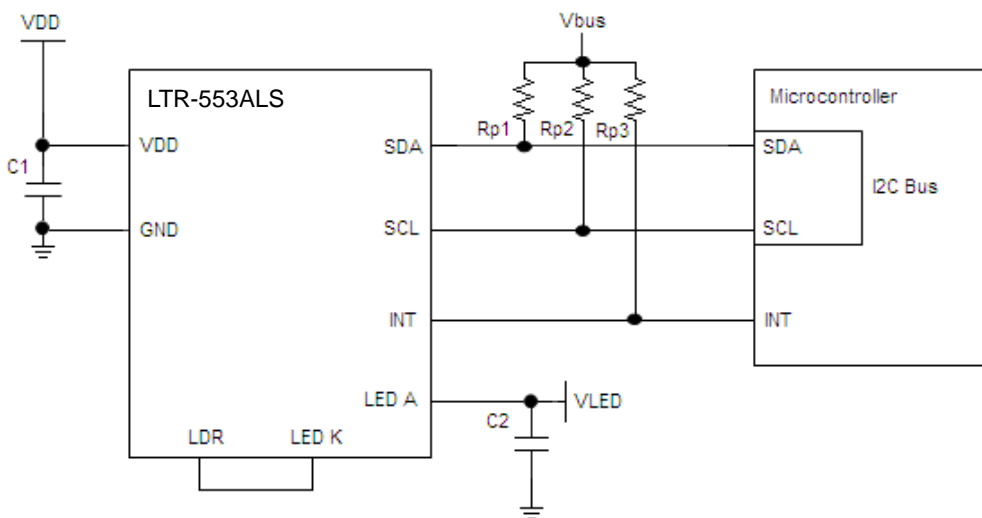 VDD
Vbus
LTR-553ALS
Microcontroller
Rp1
Rp2
Rp3
VDD
SDA
SDA
C1
I2C Bus
GND
SCL
SCL
INT
INT
LED A
VLED
C2
LDR
LED K